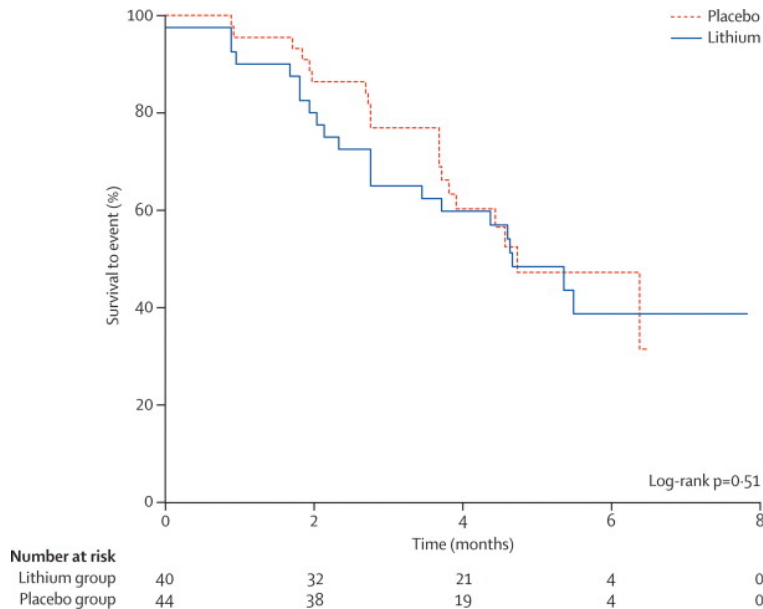 100
80
60
40
20
0
Survival to event (%)
Placebo
Lithium
Log-rank p=0·51
0 2 4 6 8
Time (months)
Number at risk
Lithium group 40 32 21 4 0
Placebo group 44 38 19 4 0